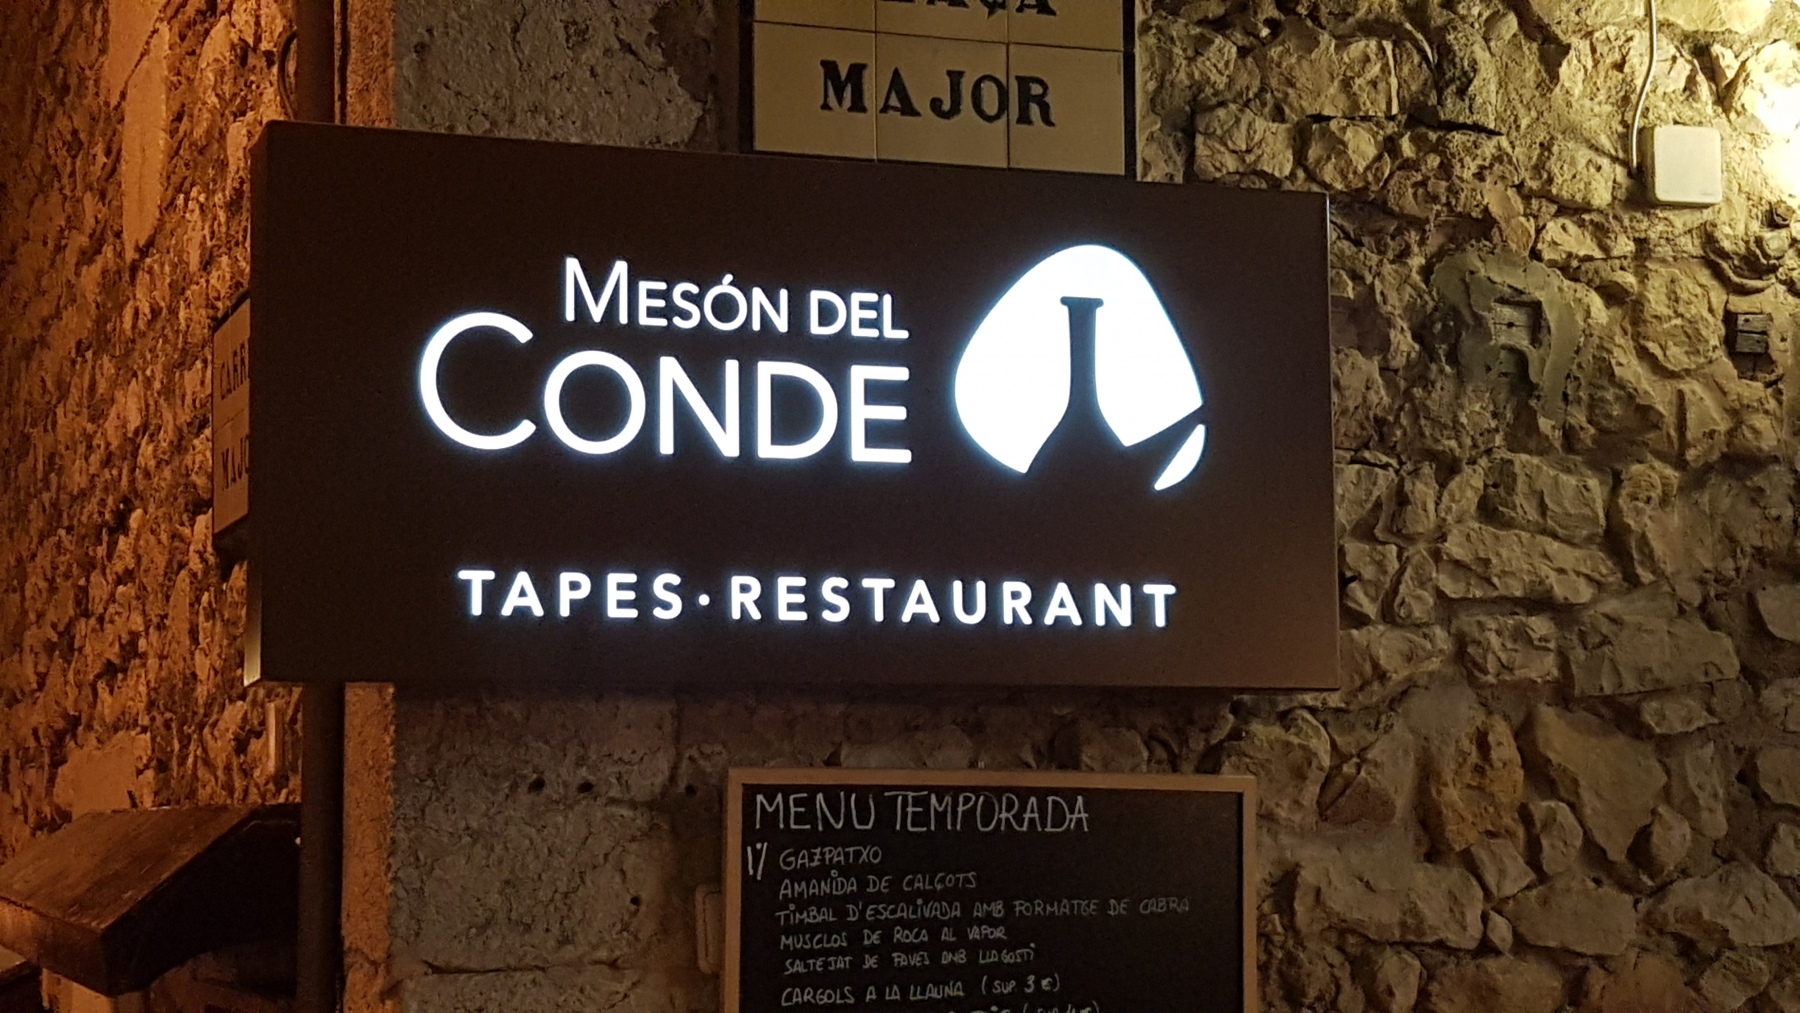 MAJOR
MESÓN DEL
CONDE
TAPES·RESTAURANT
MENU TEMPORADA
1r/ GAZPATXO
AMANIDA DE CALÇOTS
TIMBAL D'ESCALIVADA AMB FORMATGE DE CABRA
MUSCLOS DE ROCA AL VAPOR
SALTEJAT DE FAVES AMB LLAGOSTÍ
CARGOLS A LA LLAUNA (SUP. 3 €)